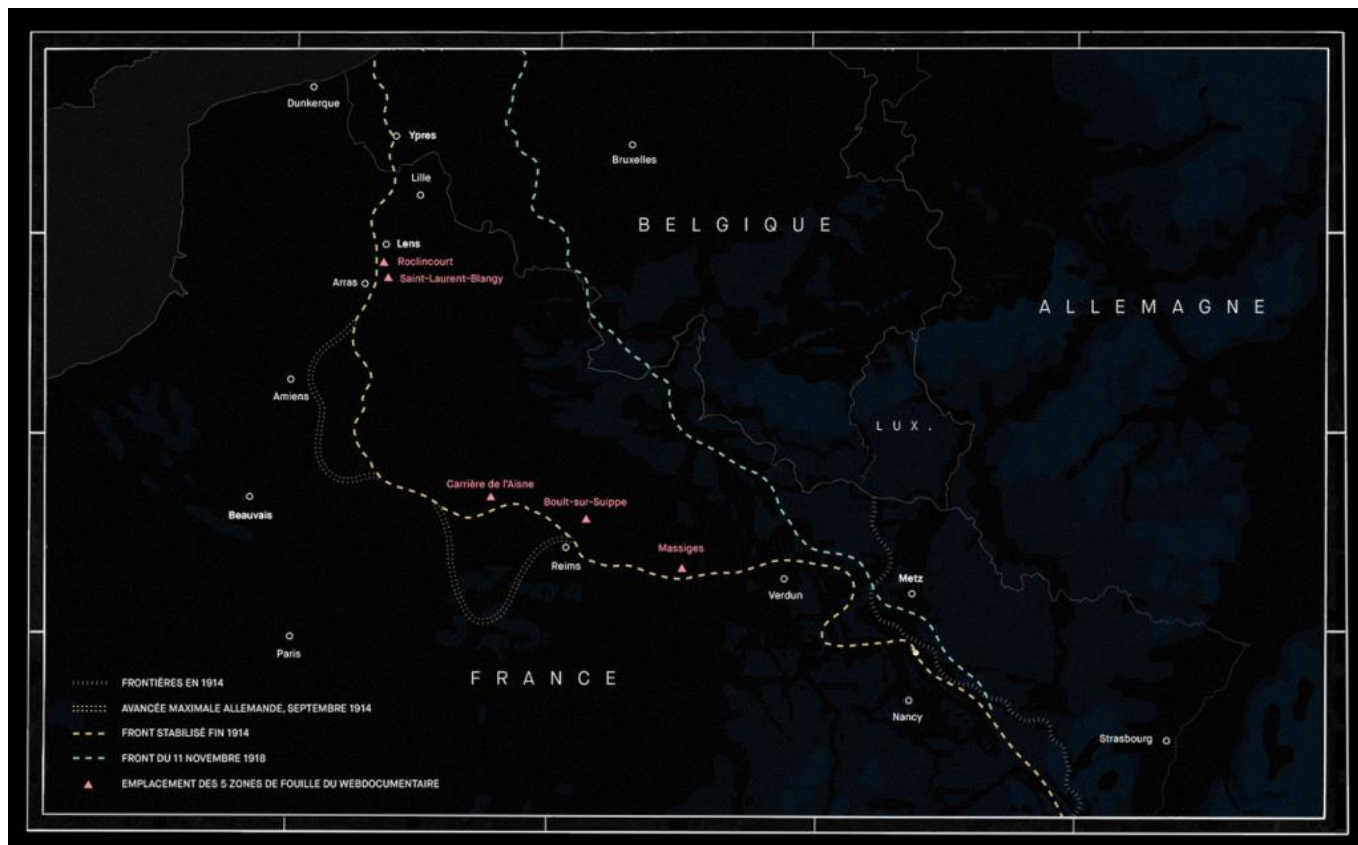 Dunkerque
Ypres
Bruxelles
Lille
BELGIQUE
Lens
Roclincourt
Saint-Laurent-Blangy
Arras
ALLEMAGNE
Amiens
LUX.
Carrière de l'Aisne
Boult-sur-Suippe
Beauvais
Massiges
Reims
Verdun
Metz
Paris
FRANCE
Nancy
Strasbourg
FRONTIÈRES EN 1914
AVANCÉE MAXIMALE ALLEMANDE, SEPTEMBRE 1914
FRONT STABILISÉ FIN 1914
FRONT DU 11 NOVEMBRE 1918
EMPLACEMENT DES 5 ZONES DE FOUILLE DU WEBDOCUMENTAIRE